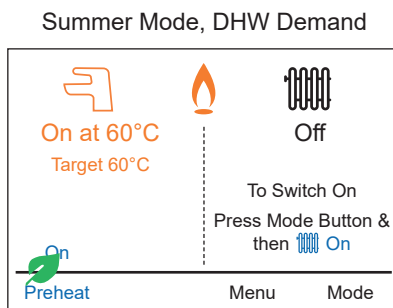 Summer Mode, DHW Demand
On at 60°C
Target 60°C
Off
To Switch On
Press Mode Button &
then On
On
Preheat
Menu
Mode